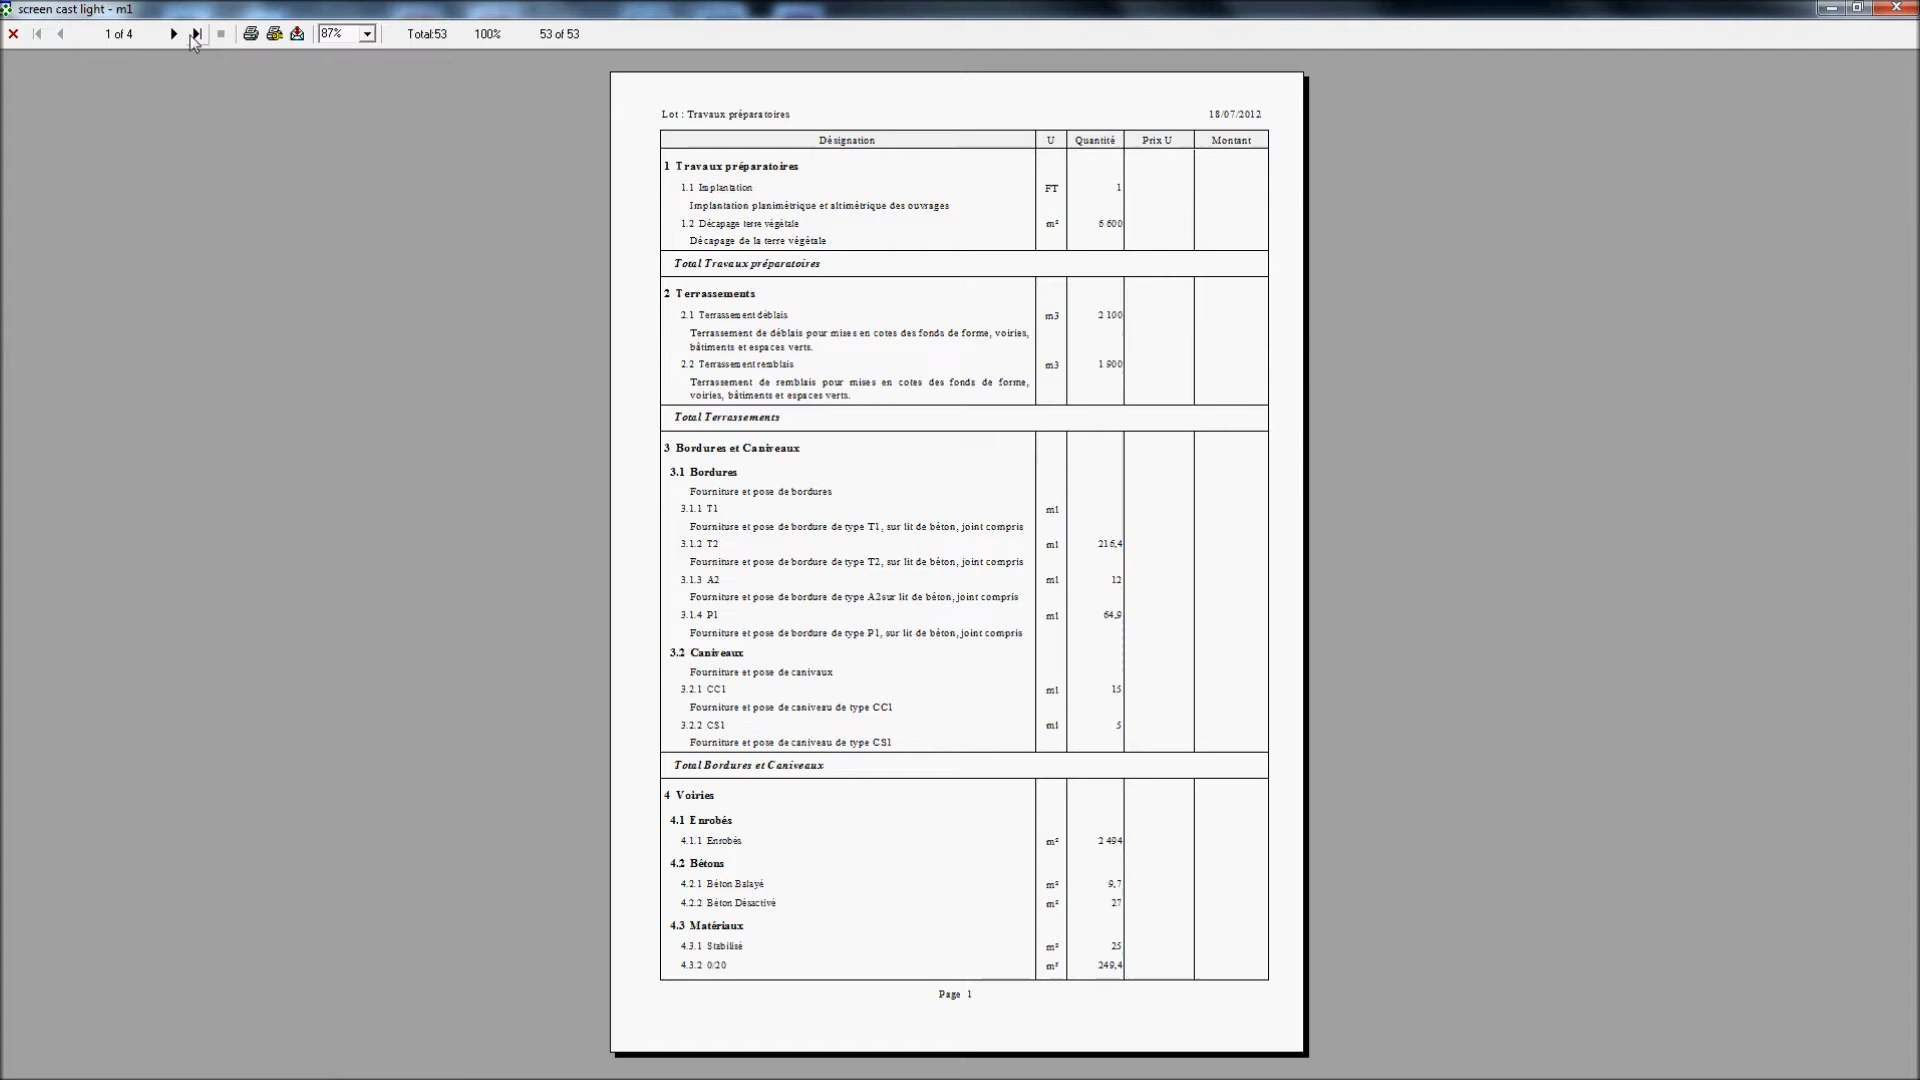 screen cast light - m1
1 of 4
87%
Total:53
100%
53 of 53
Lot : Travaux préparatoires 18/07/2012
Désignation U Quantité Prix U Montant
1 Travaux préparatoires
1.1 Implantation FT 1
Implantation planimétrique et altimétrique des ouvrages
1.2 Décapage terre végétale m² 6 600
Décapage de la terre végétale
Total Travaux préparatoires
2 Terrassements
2.1 Terrassement déblais m3 2 100
Terrassement de déblais pour mises en cotes des fonds de forme, voiries,
bâtiments et espaces verts.
2.2 Terrassement remblais m3 1 900
Terrassement de remblais pour mises en cotes des fonds de forme,
voiries, bâtiments et espaces verts.
Total Terrassements
3 Bordures et Caniveaux
3.1 Bordures
Fourniture et pose de bordures
3.1.1 T1 ml
Fourniture et pose de bordure de type T1, sur lit de béton, joint compris
3.1.2 T2 ml 216,4
Fourniture et pose de bordure de type T2, sur lit de béton, joint compris
3.1.3 A2 ml 12
Fourniture et pose de bordure de type A2sur lit de béton, joint compris
3.1.4 P1 ml 64,9
Fourniture et pose de bordure de type P1, sur lit de béton, joint compris
3.2 Caniveaux
Fourniture et pose de canivaux
3.2.1 CC1 ml 15
Fourniture et pose de caniveau de type CC1
3.2.2 CS1 ml 5
Fourniture et pose de caniveau de type CS1
Total Bordures et Caniveaux
4 Voiries
4.1 Enrobés
4.1.1 Enrobés m² 2 494
4.2 Bétons
4.2.1 Béton Balayé m² 9,7
4.2.2 Béton Désactivé m² 27
4.3 Matériaux
4.3.1 Stabilisé m² 25
4.3.2 0/20 m² 249,4
Page 1